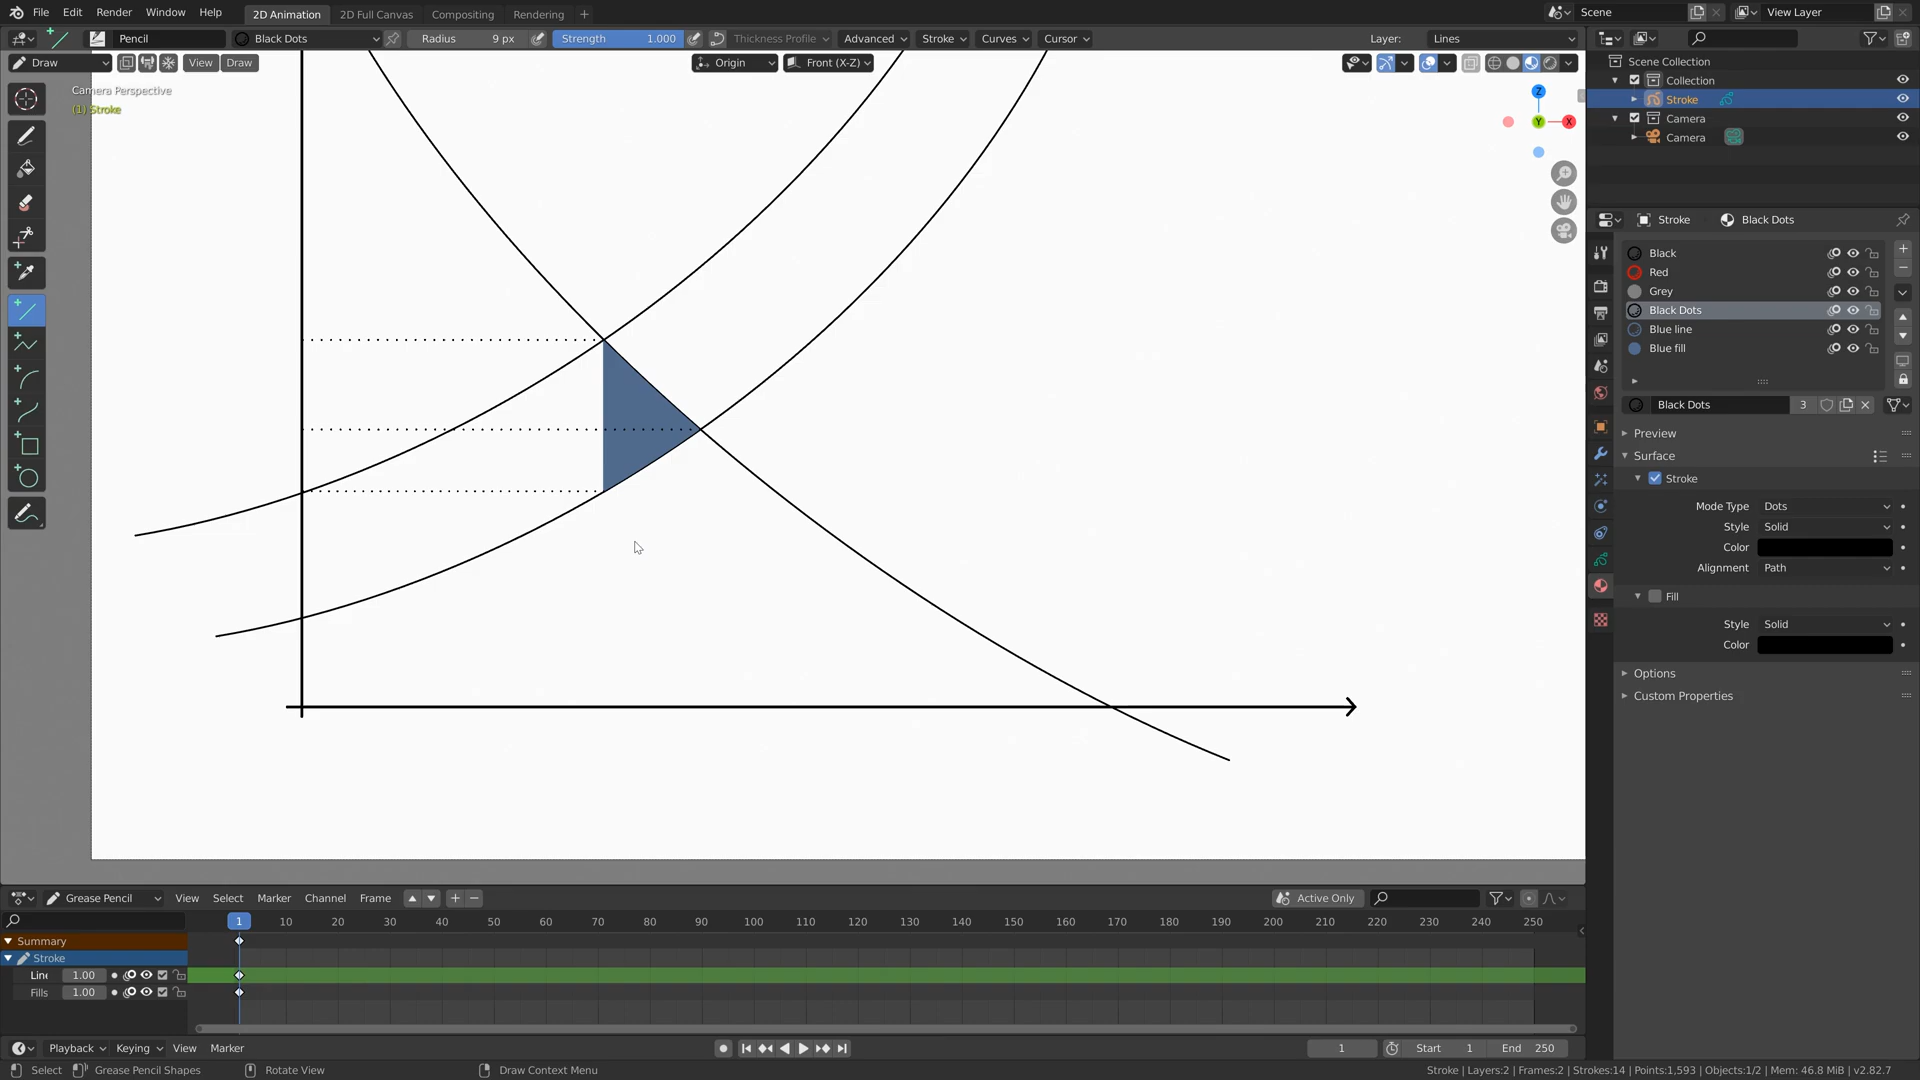 File Edit Render Window Help 2D Animation 2D Full Canvas Compositing Rendering + Scene View Layer
Pencil Black Dots Radius 9 px Strength 1.000 Thickness Profile Advanced Stroke Curves Cursor Layer: Lines
Draw View Draw Origin Front (X-Z)
Camera Perspective
(1) Stroke
Z
Y
X
Scene Collection
Collection
Stroke
Camera
Camera
Stroke Black Dots
Black
Red
Grey
Black Dots
Blue line
Blue fill
Black Dots 3
Preview
Surface
Stroke
Mode Type Dots
Style Solid
Color
Alignment Path
Fill
Style Solid
Color
Options
Custom Properties
Grease Pencil View Select Marker Channel Frame Active Only
1 10 20 30 40 50 60 70 80 90 100 110 120 130 140 150 160 170 180 190 200 210 220 230 240 250
Summary
Stroke
Line 1.00
Fills 1.00
Playback Keying View Marker 1 Start 1 End 250
Select Grease Pencil Shapes Rotate View Draw Context Menu Stroke | Layers:2 | Frames:2 | Strokes:14 | Points:1,593 | Objects:1/2 | Mem: 46.8 MiB | v2.82.7